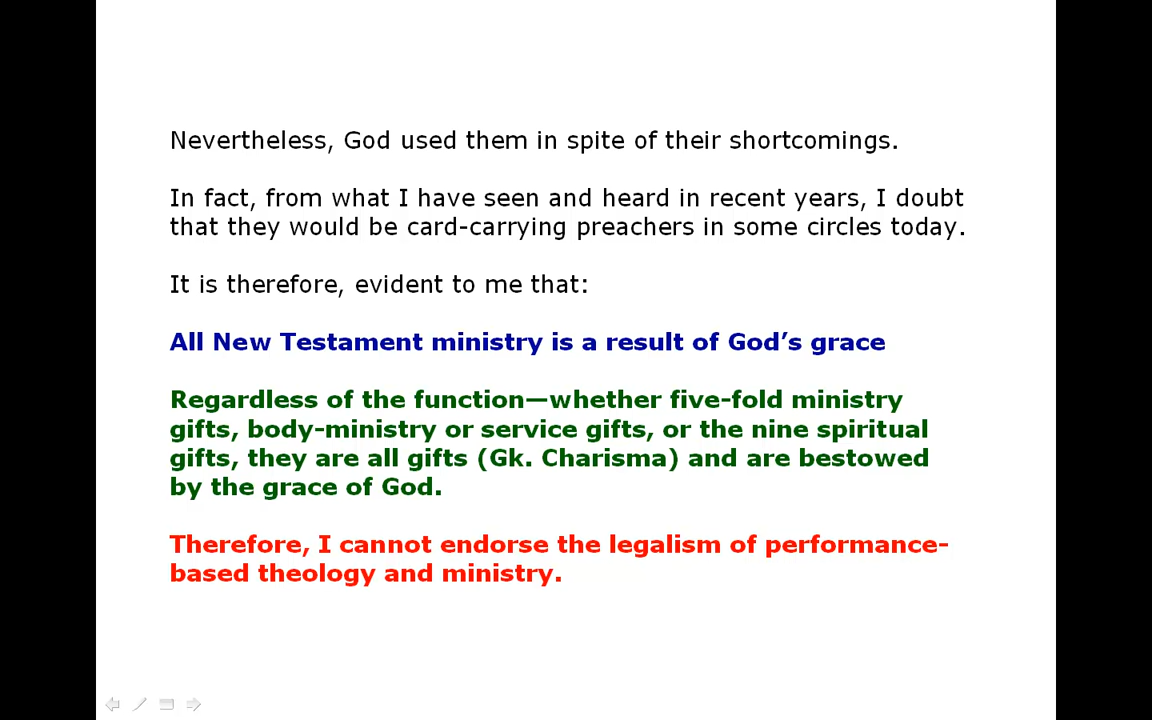 Nevertheless, God used them in spite of their shortcomings.
In fact, from what I have seen and heard in recent years, I doubt
that they would be card-carrying preachers in some circles today.
It is therefore, evident to me that:
All New Testament ministry is a result of God’s grace
Regardless of the function—whether five-fold ministry
gifts, body-ministry or service gifts, or the nine spiritual
gifts, they are all gifts (Gk. Charisma) and are bestowed
by the grace of God.
Therefore, I cannot endorse the legalism of performance-
based theology and ministry.